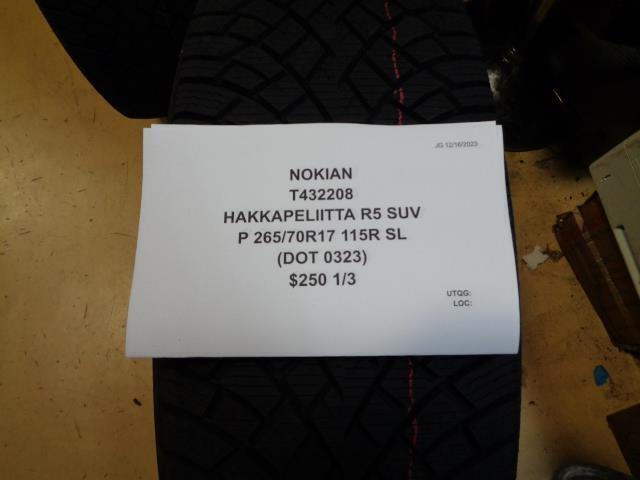 JG 12/16/2023
NOKIAN
T432208
HAKKAPELIITTA R5 SUV
P 265/70R17 115R SL
(DOT 0323)
$250 1/3
UTQG:
LOC: